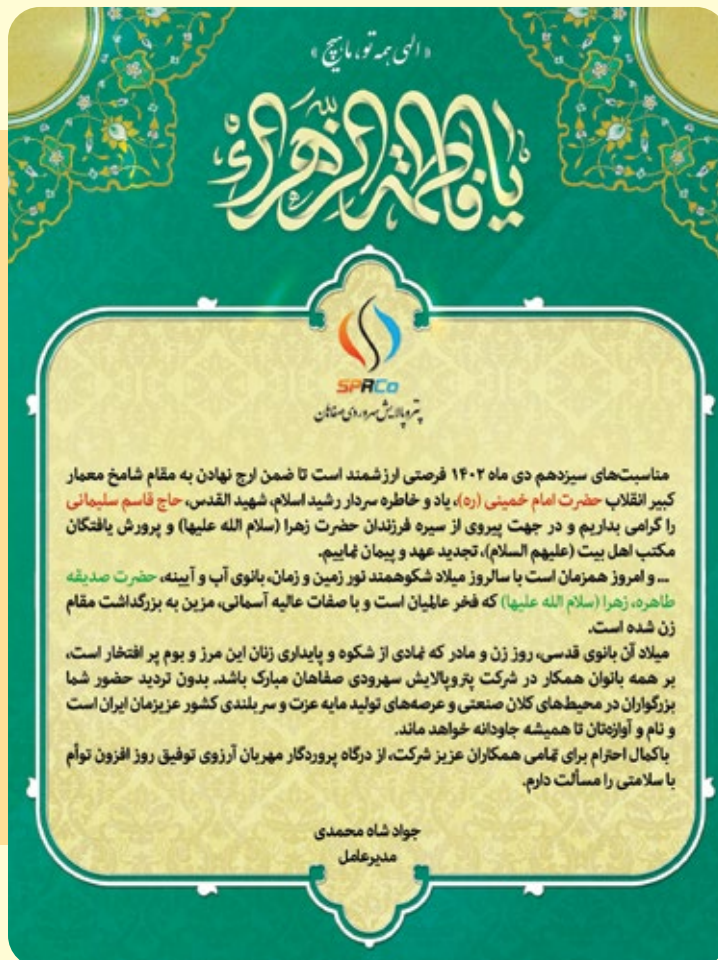 « الهی همه تو، ما هیچ »
یا فاطمة الزهراء
SPRCo
پتروپالایش سهروردی صفاهان
مناسبت‌های سیزدهم دی ماه ۱۴۰۲ فرصتی ارزشمند است تا ضمن ارج نهادن به مقام شامخ معمار
کبیر انقلاب حضرت امام خمینی (ره)، یاد و خاطره سردار رشید اسلام، شهید القدس، حاج قاسم سلیمانی
را گرامی بداریم و در جهت پیروی از سیره فرزندان حضرت زهرا (سلام الله علیها) و پرورش یافتگان
مکتب اهل بیت (علیهم السلام)، تجدید عهد و پیمان نماییم.
... و امروز همزمان است با سالروز میلاد شکوهمند نور زمین و زمان، بانوی آب و آیینه، حضرت صدیقه
طاهره، زهرا (سلام الله علیها) که فخر عالمیان است و با صفات عالیه آسمانی، مزین به بزرگداشت مقام
زن شده است.
میلاد آن بانوی قدسی، روز زن و مادر که نمادی از شکوه و پایداری زنان این مرز و بوم پر افتخار است،
بر همه بانوان همکار در شرکت پتروپالایش سهرودی صفاهان مبارک باشد. بدون تردید حضور شما
بزرگواران در محیط‌های کلان صنعتی و عرصه‌های تولید مایه عزت و سربلندی کشور عزیزمان ایران است
و نام و آوازه‌تان تا همیشه جاودانه خواهد ماند.
باکمال احترام برای تمامی همکاران عزیز شرکت، از درگاه پروردگار مهربان آرزوی توفیق روز افزون توأم
با سلامتی را مسألت دارم.
جواد شاه محمدی
مدیرعامل